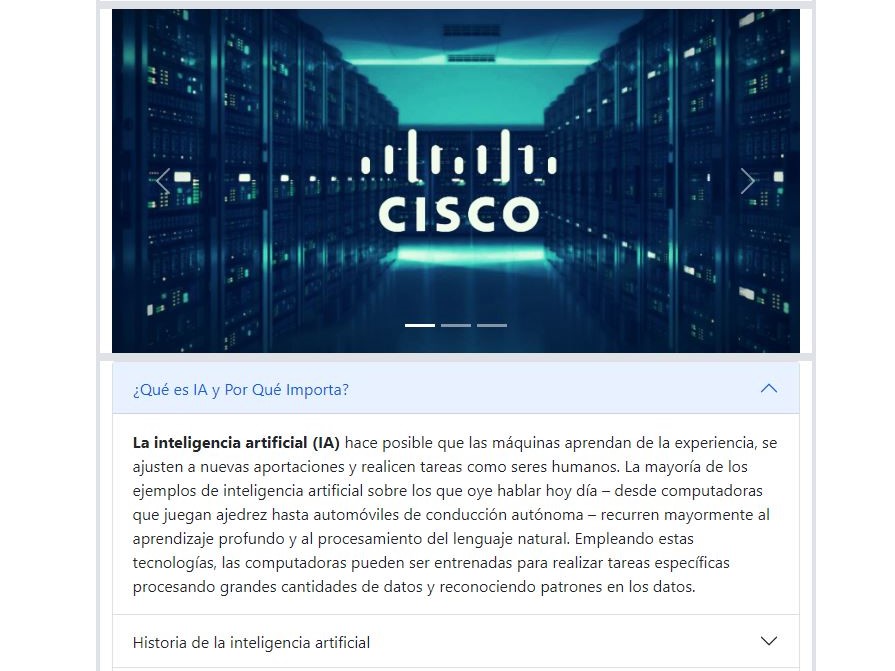 CISCO
¿Qué es IA y Por Qué Importa?
La inteligencia artificial (IA) hace posible que las máquinas aprendan de la experiencia, se
ajusten a nuevas aportaciones y realicen tareas como seres humanos. La mayoría de los
ejemplos de inteligencia artificial sobre los que oye hablar hoy día – desde computadoras
que juegan ajedrez hasta automóviles de conducción autónoma – recurren mayormente al
aprendizaje profundo y al procesamiento del lenguaje natural. Empleando estas
tecnologías, las computadoras pueden ser entrenadas para realizar tareas específicas
procesando grandes cantidades de datos y reconociendo patrones en los datos.
Historia de la inteligencia artificial